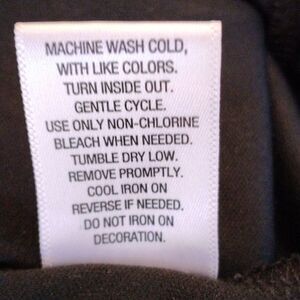 MACHINE WASH COLD,
WITH LIKE COLORS.
TURN INSIDE OUT.
GENTLE CYCLE.
USE ONLY NON-CHLORINE
BLEACH WHEN NEEDED.
TUMBLE DRY LOW.
REMOVE PROMPTLY.
COOL IRON ON
REVERSE IF NEEDED.
DO NOT IRON ON
DECORATION.